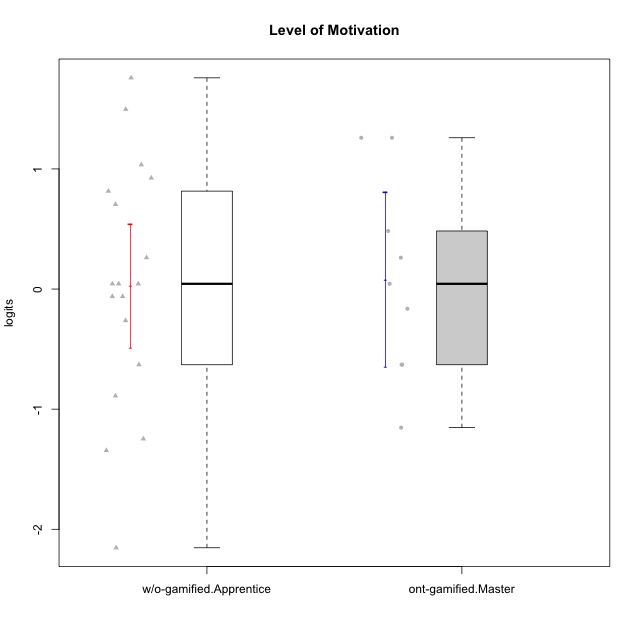 Level of Motivation
logits
1
0
-1
-2
w/o-gamified.Apprentice
ont-gamified.Master